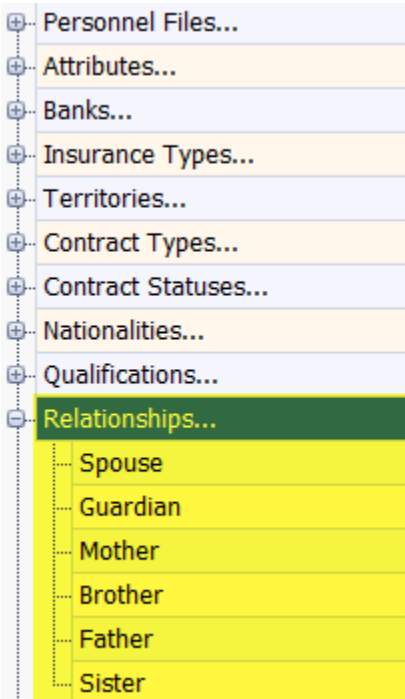 Personnel Files...
Attributes...
Banks...
Insurance Types...
Territories...
Contract Types...
Contract Statuses...
Nationalities...
Qualifications...
Relationships...
Spouse
Guardian
Mother
Brother
Father
Sister